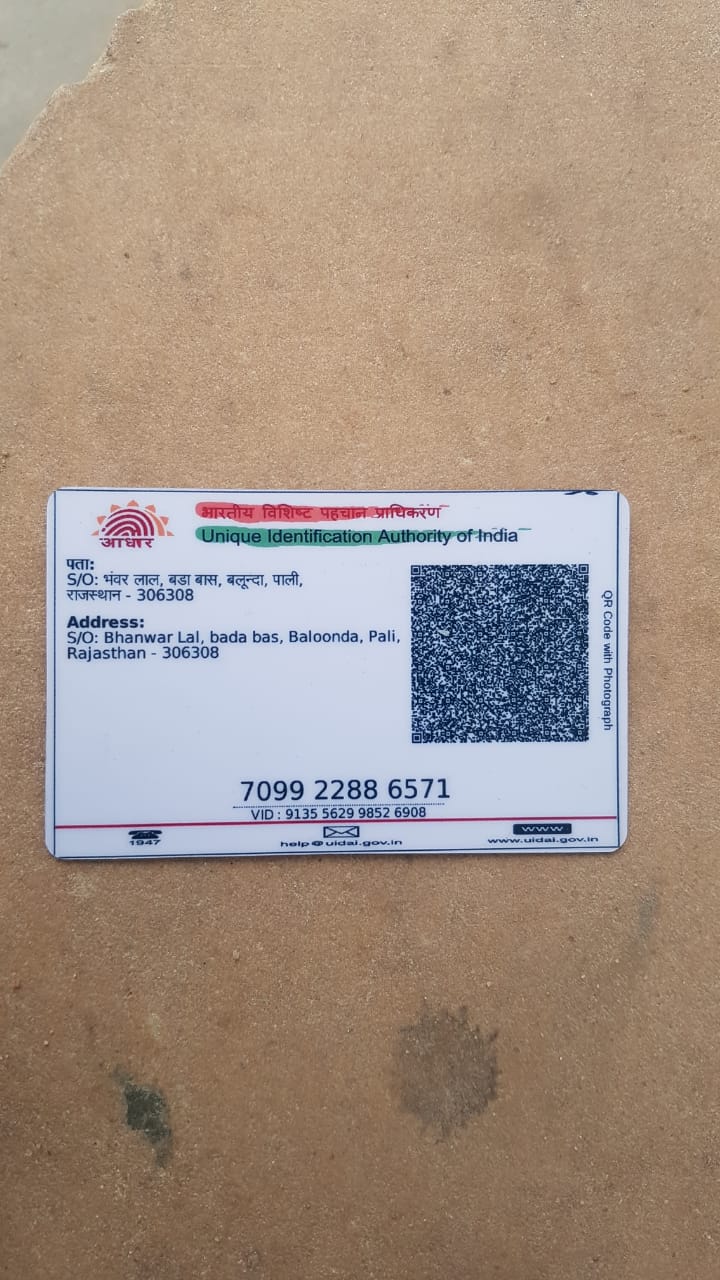 भारतीय विशिष्ट पहचान प्राधिकरण
Unique Identification Authority of India
आधार
पता:
S/O: भंवर लाल, बडा बास, बलून्दा, पाली,
राजस्थान - 306308
Address:
S/O: Bhanwar Lal, bada bas, Baloonda, Pali,
Rajasthan - 306308
QR Code with Photograph
7099 2288 6571
VID : 9135 5629 9852 6908
1947
help@uidai.gov.in
www
www.uidai.gov.in